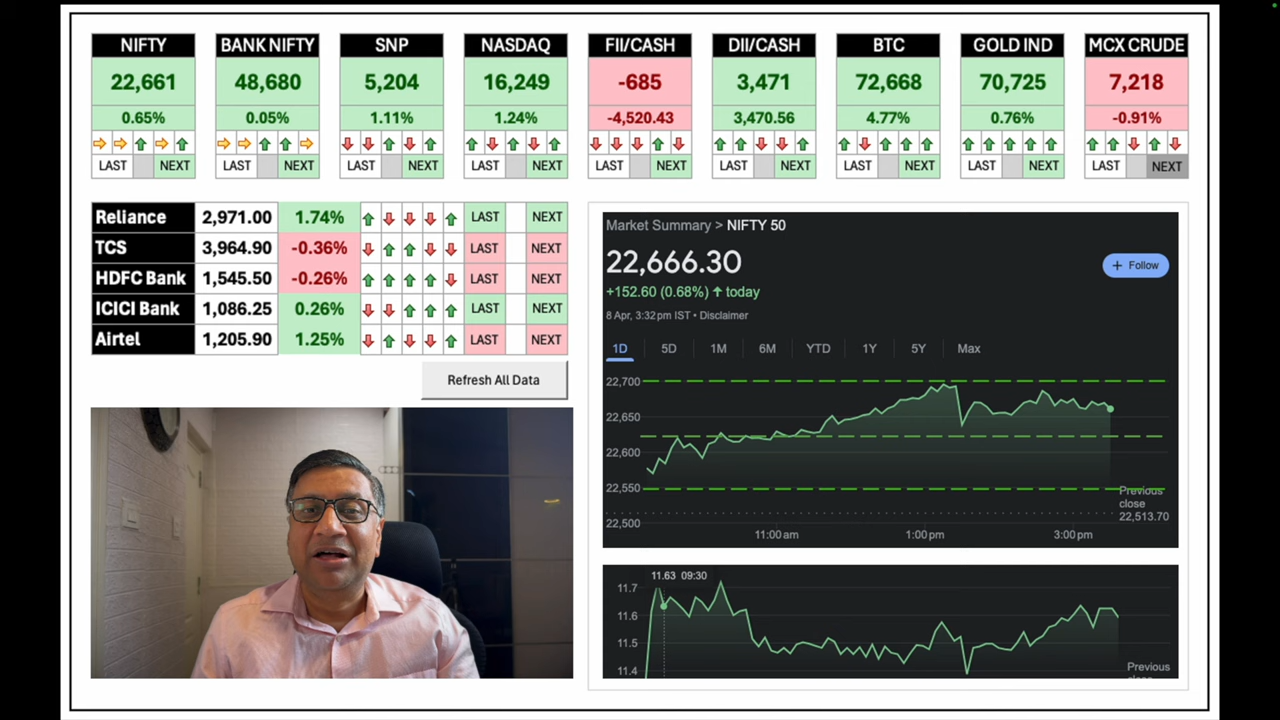 NIFTY BANK NIFTY SNP NASDAQ FII/CASH DII/CASH BTC GOLD IND MCX CRUDE
22,661 48,680 5,204 16,249 -685 3,471 72,668 70,725 7,218
0.65% 0.05% 1.11% 1.24% -4,520.43 3,470.56 4.77% 0.76% -0.91%
LAST NEXT LAST NEXT LAST NEXT LAST NEXT LAST NEXT LAST NEXT LAST NEXT LAST NEXT LAST NEXT
Reliance 2,971.00 1.74% LAST NEXT
TCS 3,964.90 -0.36% LAST NEXT
HDFC Bank 1,545.50 -0.26% LAST NEXT
ICICI Bank 1,086.25 0.26% LAST NEXT
Airtel 1,205.90 1.25% LAST NEXT
Refresh All Data
Market Summary > NIFTY 50
22,666.30
+ Follow
+152.60 (0.68%) today
8 Apr, 3:32 pm IST • Disclaimer
1D 5D 1M 6M YTD 1Y 5Y Max
22,700
22,650
22,600
22,550
22,500
Previous
close
22,513.70
11:00 am 1:00 pm 3:00 pm
11.63 09:30
11.7
11.6
11.5
11.4
Previous